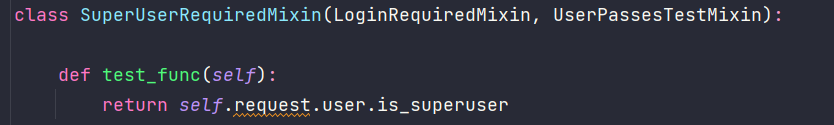 class SuperUserRequiredMixin(LoginRequiredMixin, UserPassesTestMixin):
def test_func(self):
return self.request.user.is_superuser